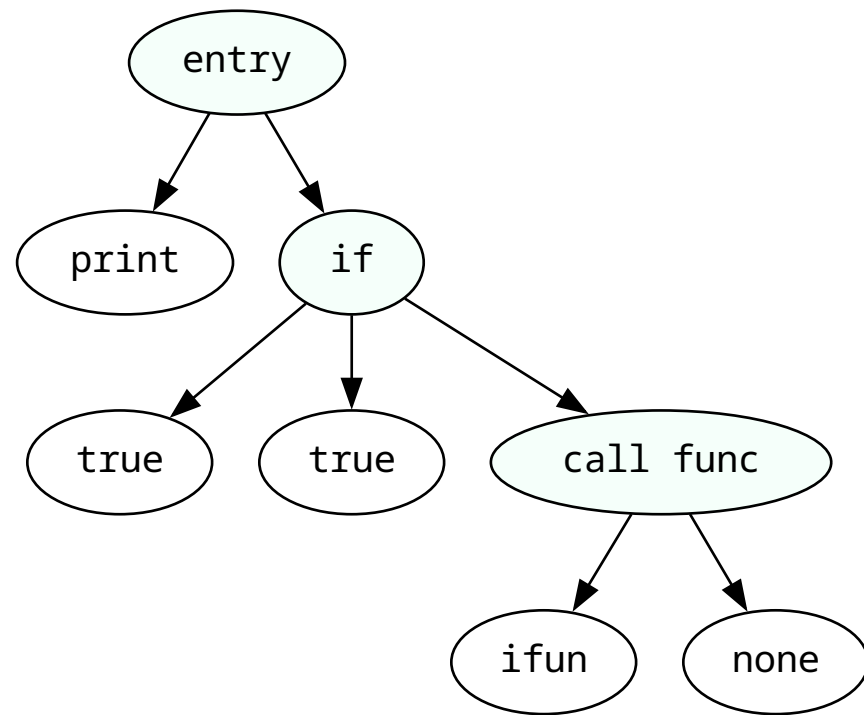 entry
print
if
true
true
call func
ifun
none